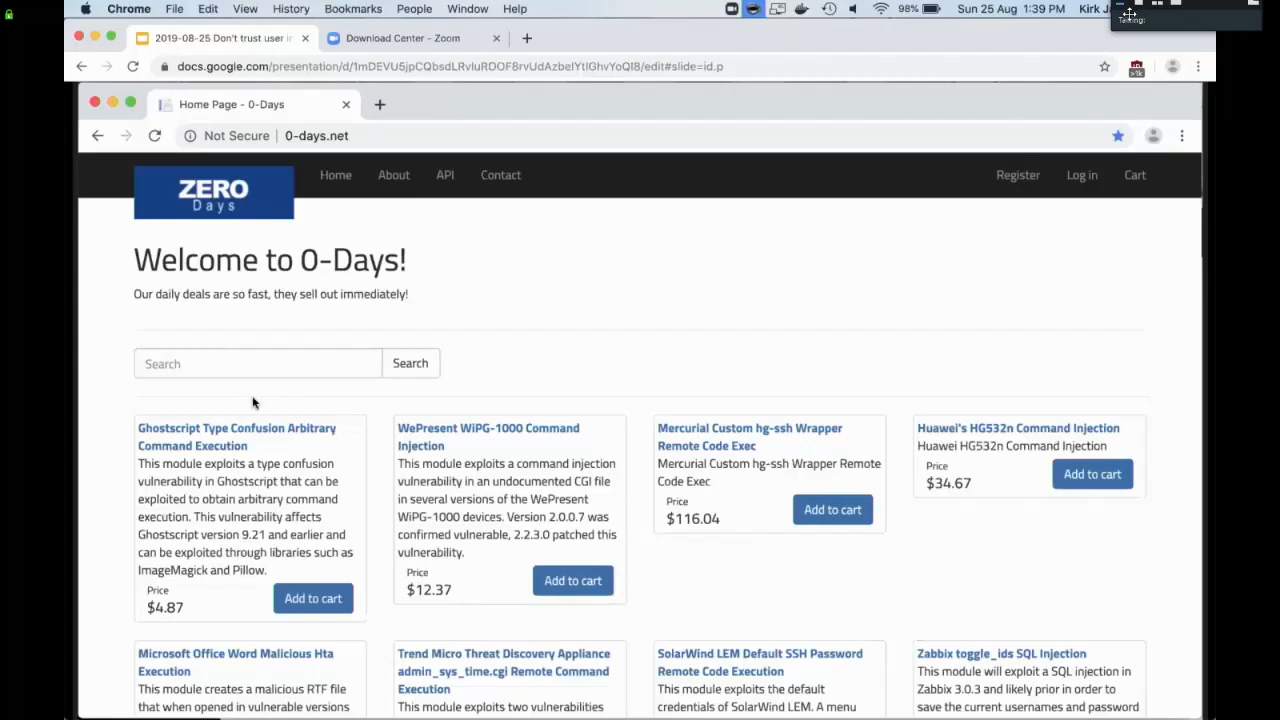 Chrome File Edit View History Bookmarks People Window Help 98% Sun 25 Aug 1:39 PM Kirk
Talking:
2019-08-25 Don't trust user in
Download Center - Zoom
docs.google.com/presentation/d/1mDEVU5jpCQbsdLRvluRDOF8rvUdAzbelYtlGhvYoQI8/edit#slide=id.p
Home Page - 0-Days
Not Secure | 0-days.net
ZERO
Days
Home About API Contact Register Log in Cart
Welcome to 0-Days!
Our daily deals are so fast, they sell out immediately!
Search Search
Ghostscript Type Confusion Arbitrary
Command Execution
This module exploits a type confusion
vulnerability in Ghostscript that can be
exploited to obtain arbitrary command
execution. This vulnerability affects
Ghostscript version 9.21 and earlier and
can be exploited through libraries such as
ImageMagick and Pillow.
Price
$4.87
Add to cart
WePresent WiPG-1000 Command
Injection
This module exploits a command injection
vulnerability in an undocumented CGI file
in several versions of the WePresent
WiPG-1000 devices. Version 2.0.0.7 was
confirmed vulnerable, 2.2.3.0 patched this
vulnerability.
Price
$12.37
Add to cart
Mercurial Custom hg-ssh Wrapper
Remote Code Exec
Mercurial Custom hg-ssh Wrapper Remote
Code Exec
Price
$116.04
Add to cart
Huawei's HG532n Command Injection
Huawei HG532n Command Injection
Price
$34.67
Add to cart
Microsoft Office Word Malicious Hta
Execution
This module creates a malicious RTF file
that when opened in vulnerable versions
Trend Micro Threat Discovery Appliance
admin_sys_time.cgi Remote Command
Execution
This module exploits two vulnerabilities
SolarWind LEM Default SSH Password
Remote Code Execution
This module exploits the default
credentials of SolarWind LEM. A menu
Zabbix toggle_ids SQL Injection
This module will exploit a SQL injection in
Zabbix 3.0.3 and likely prior in order to
save the current usernames and password